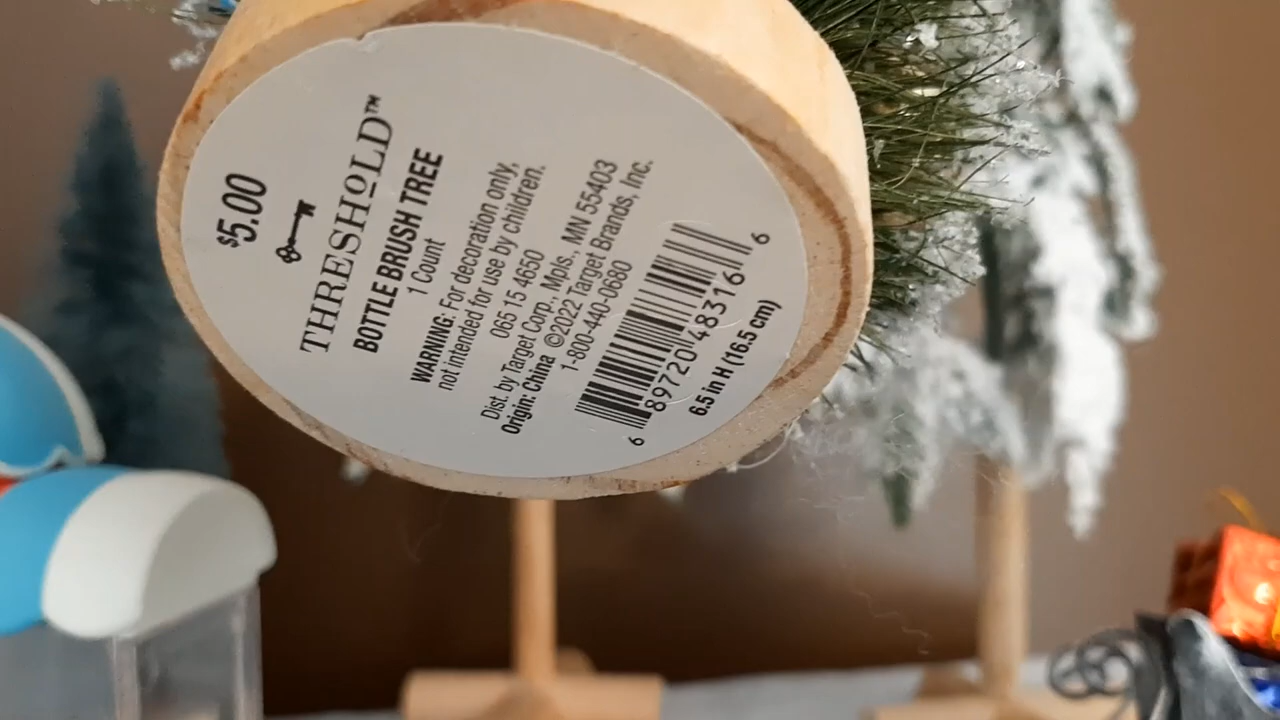 $5.00
THRESHOLD™
BOTTLE BRUSH TREE
1 Count
WARNING: For decoration only,
not intended for use by children.
065 15 4650
Dist. by Target Corp., Mpls., MN 55403
Origin: China ©2022 Target Brands, Inc.
1-800-440-0680
6 89720 48316 6
6.5 in H (16.5 cm)